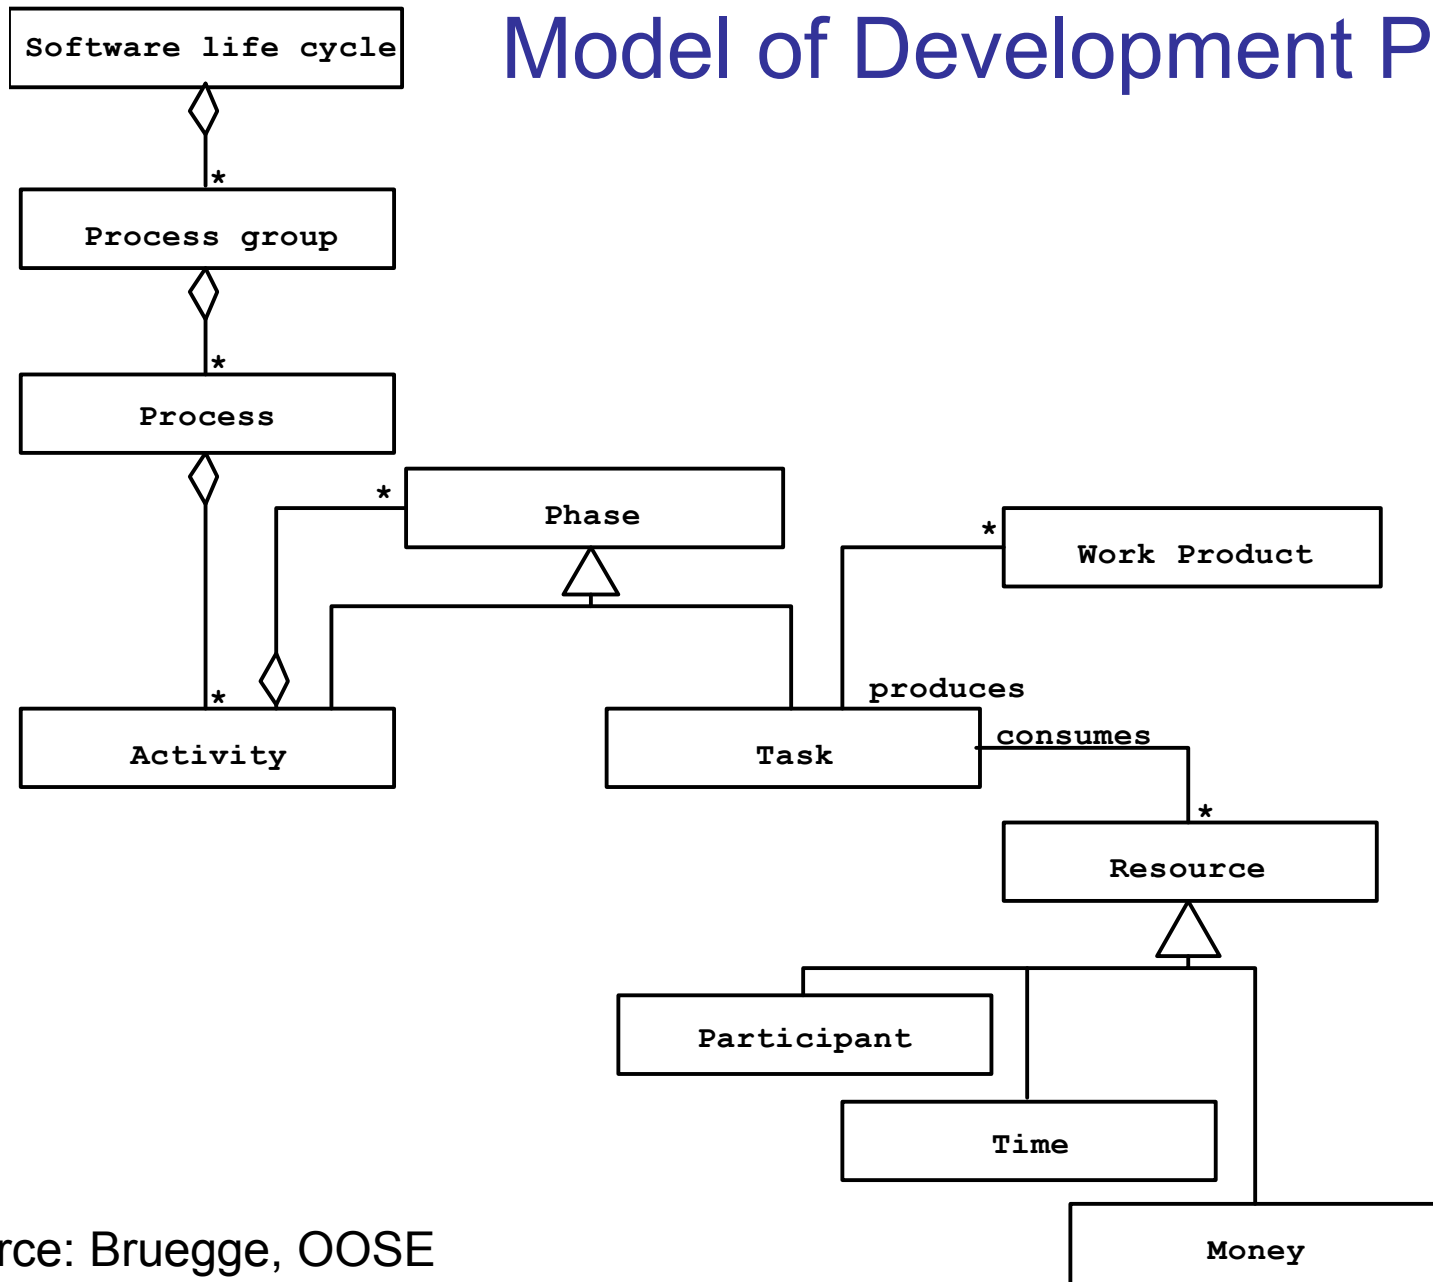 Model of Development P
Software life cycle
*
Process group
*
Process
*
Phase
*
Work Product
*
Activity
Task
produces
consumes
*
Resource
Participant
Time
Money
rce: Bruegge, OOSE